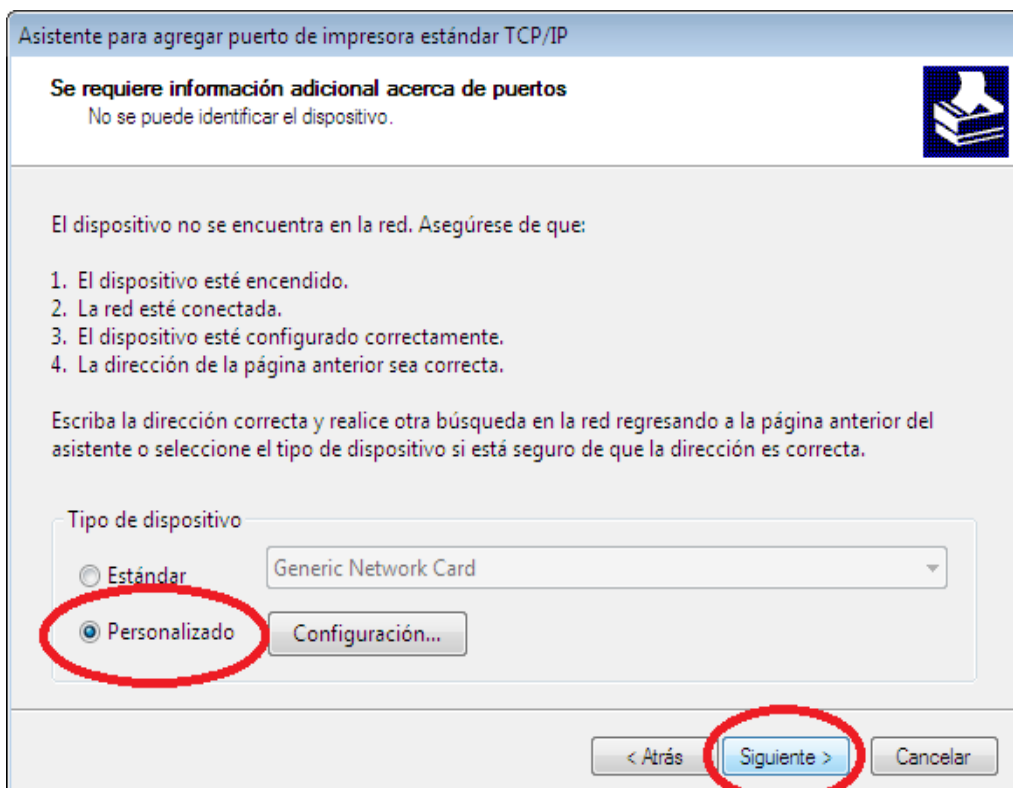 Asistente para agregar puerto de impresora estándar TCP/IP
Se requiere información adicional acerca de puertos
No se puede identificar el dispositivo.
El dispositivo no se encuentra en la red. Asegúrese de que:
1. El dispositivo esté encendido.
2. La red esté conectada.
3. El dispositivo esté configurado correctamente.
4. La dirección de la página anterior sea correcta.
Escriba la dirección correcta y realice otra búsqueda en la red regresando a la página anterior del
asistente o seleccione el tipo de dispositivo si está seguro de que la dirección es correcta.
Tipo de dispositivo
Estándar Generic Network Card
Personalizado Configuración...
< Atrás Siguiente > Cancelar